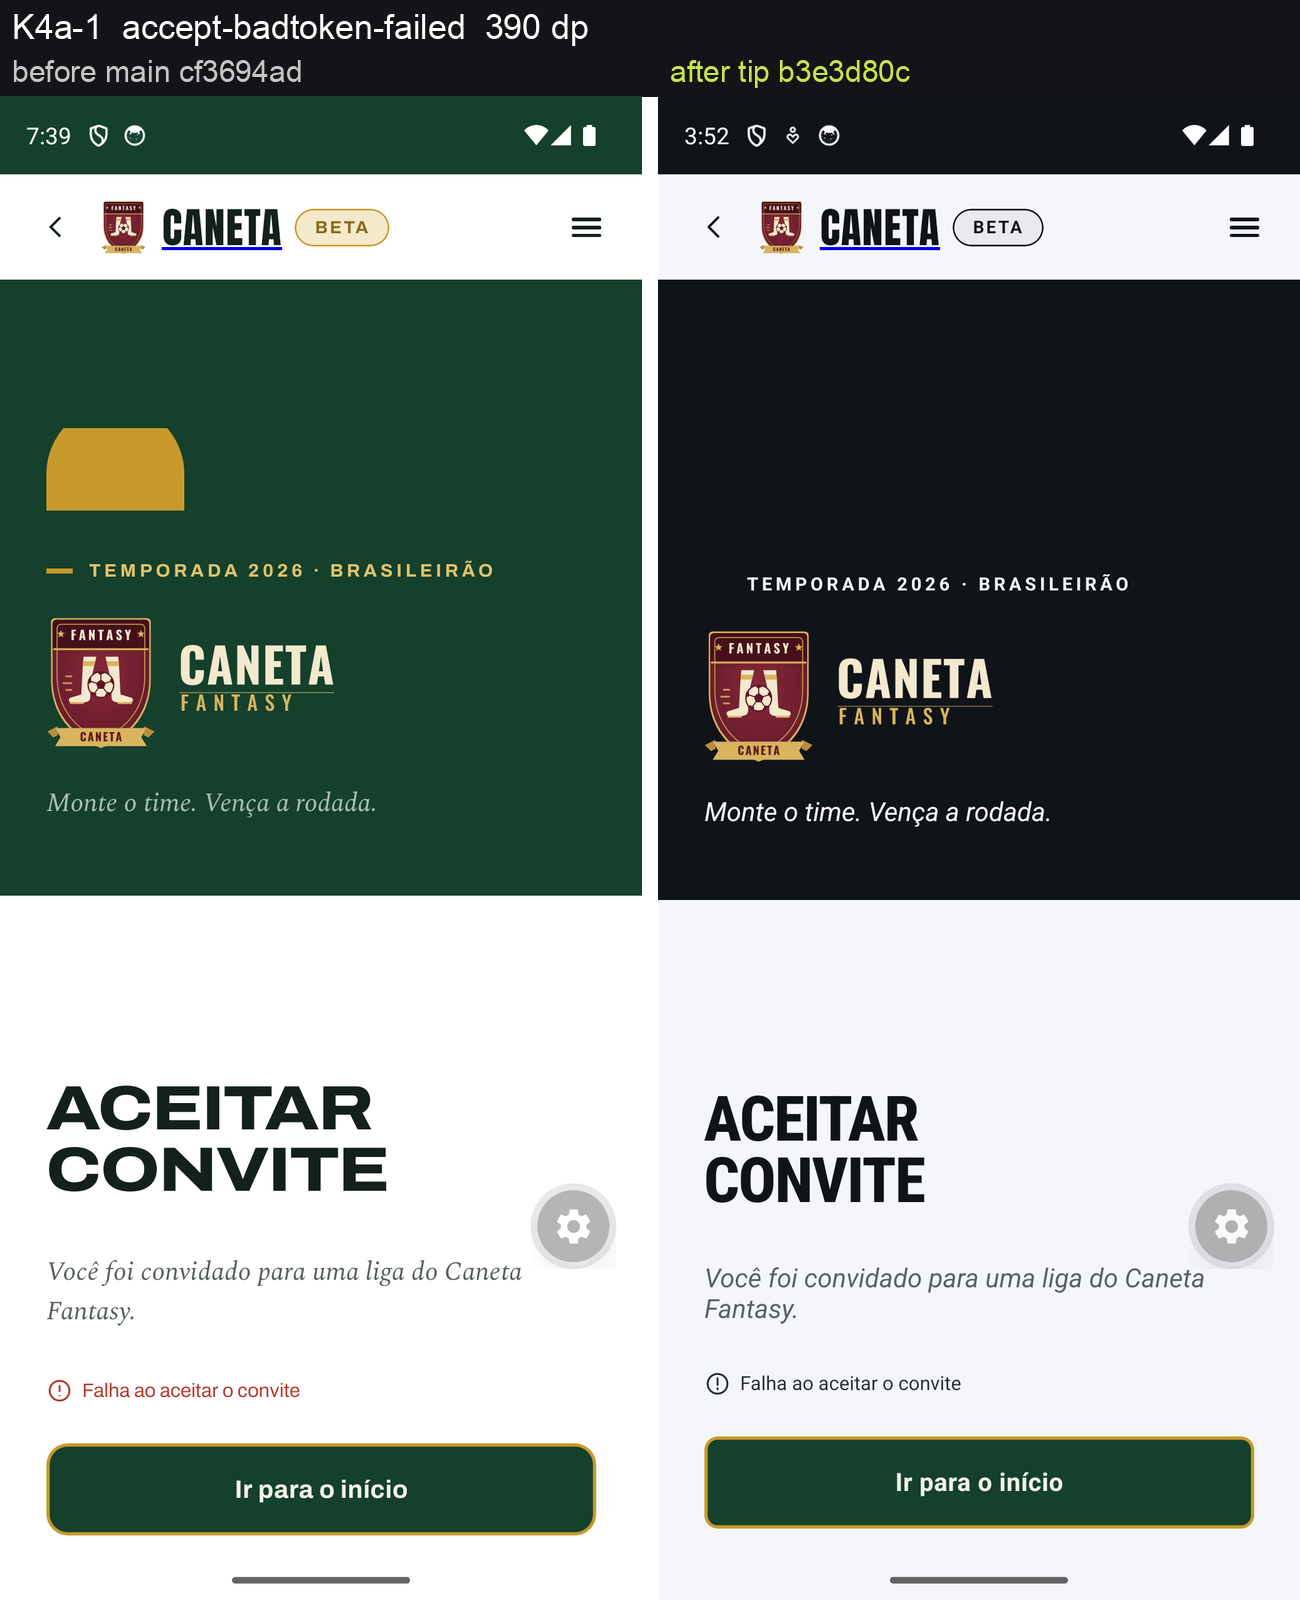 K4a-1 accept-badtoken-failed 390 dp
before main cf3694ad
after tip b3e3d80c
7:39
FANTASY
CANETA
CANETA
BETA
TEMPORADA 2026 · BRASILEIRÃO
FANTASY
CANETA
CANETA
FANTASY
Monte o time. Vença a rodada.
ACEITAR
CONVITE
Você foi convidado para uma liga do Caneta
Fantasy.
Falha ao aceitar o convite
Ir para o início
3:52
FANTASY
CANETA
CANETA
BETA
TEMPORADA 2026 · BRASILEIRÃO
FANTASY
CANETA
CANETA
FANTASY
Monte o time. Vença a rodada.
ACEITAR
CONVITE
Você foi convidado para uma liga do Caneta
Fantasy.
Falha ao aceitar o convite
Ir para o início